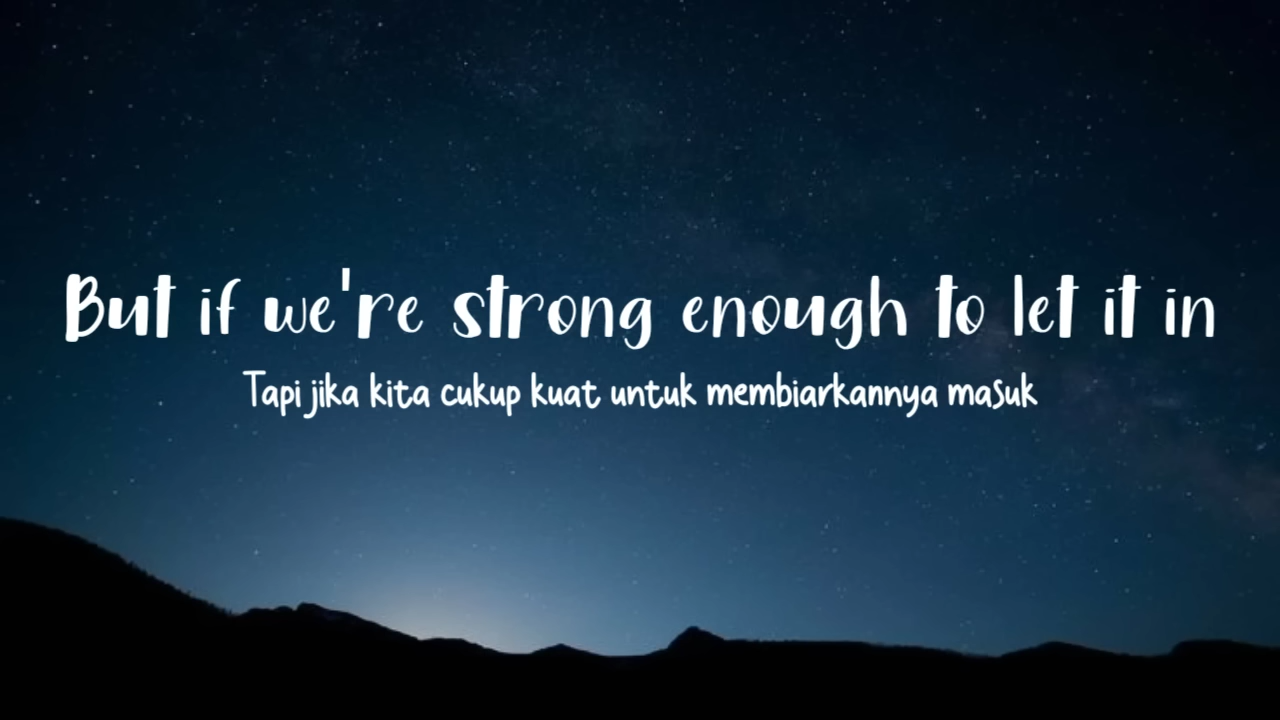 But if we're strong enough to let it in
Tapi jika kita cukup kuat untuk membiarkannya masuk